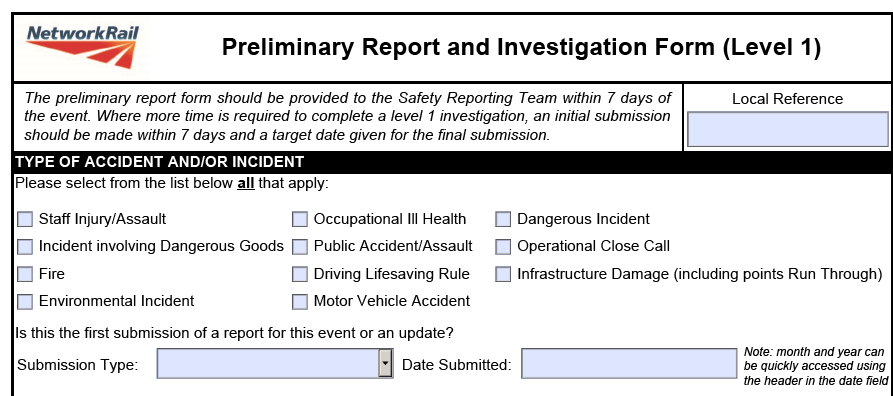 NetworkRail
Preliminary Report and Investigation Form (Level 1)
The preliminary report form should be provided to the Safety Reporting Team within 7 days of
the event. Where more time is required to complete a level 1 investigation, an initial submission
should be made within 7 days and a target date given for the final submission.
Local Reference
TYPE OF ACCIDENT AND/OR INCIDENT
Please select from the list below all that apply:
Staff Injury/Assault Occupational Ill Health Dangerous Incident
Incident involving Dangerous Goods Public Accident/Assault Operational Close Call
Fire Driving Lifesaving Rule Infrastructure Damage (including points Run Through)
Environmental Incident Motor Vehicle Accident
Is this the first submission of a report for this event or an update?
Submission Type: Date Submitted:
Note: month and year can
be quickly accessed using
the header in the date field